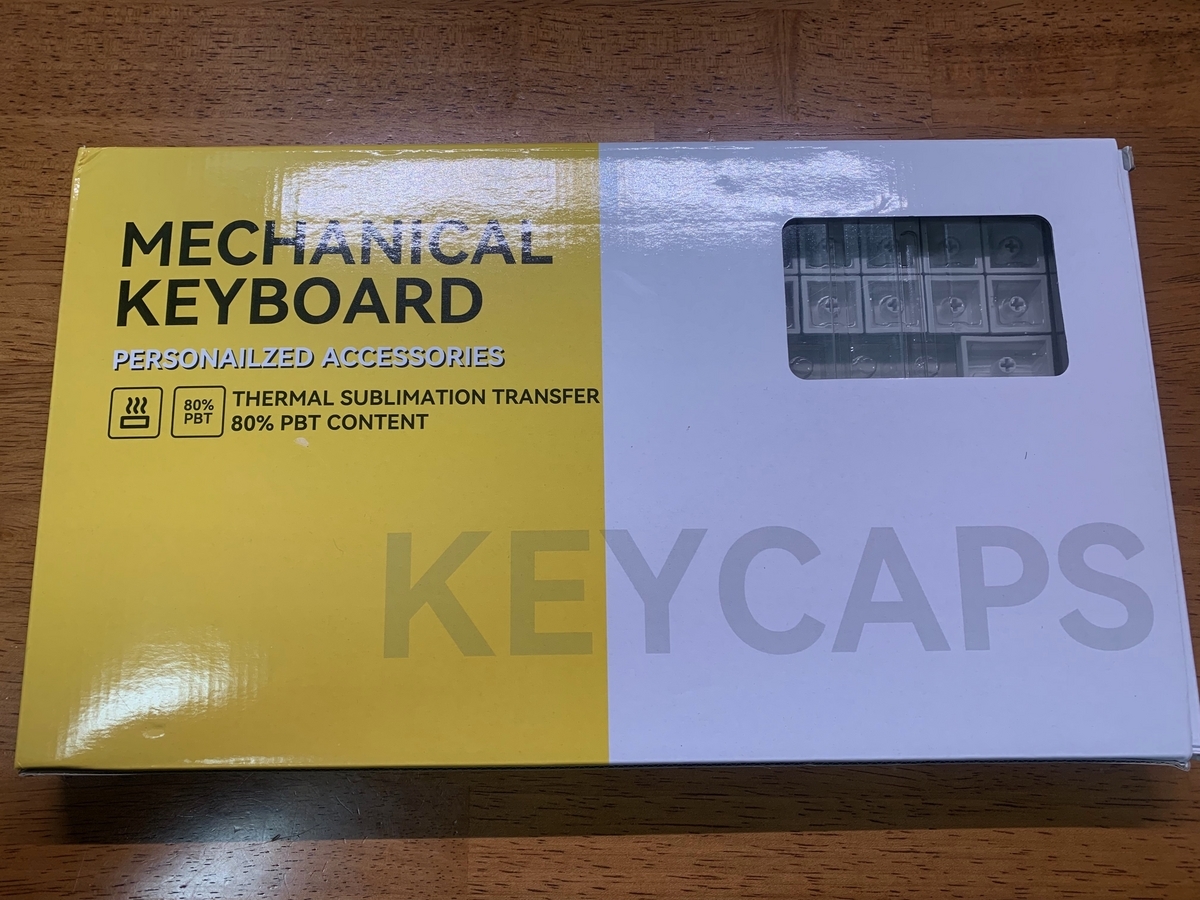 MECHANICAL
KEYBOARD
PERSONAILZED ACCESSORIES
80%
PBT
THERMAL SUBLIMATION TRANSFER
80% PBT CONTENT
KEYCAPS